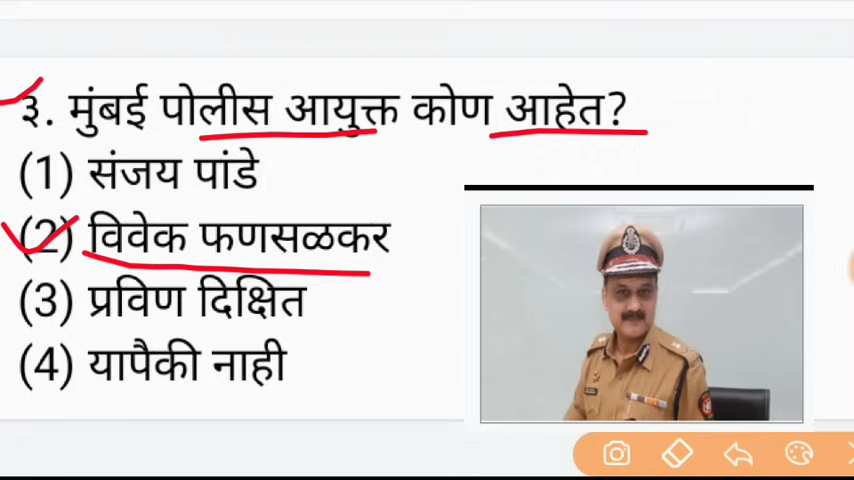 ३. मुंबई पोलीस आयुक्त कोण आहेत?
(1) संजय पांडे
(2) विवेक फणसळकर
(3) प्रविण दिक्षित
(4) यापैकी नाही